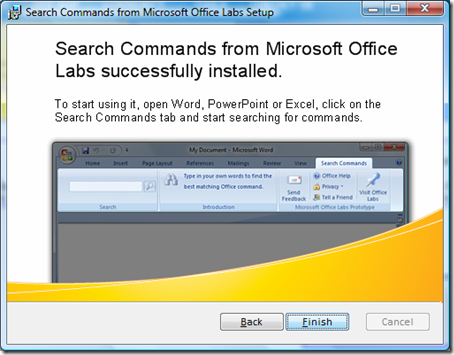 Search Commands from Microsoft Office Labs Setup
Search Commands from Microsoft Office
Labs successfully installed.
To start using it, open Word, PowerPoint or Excel, click on the
Search Commands tab and start searching for commands.
My Document - Microsoft Word
Home Insert Page Layout References Mailings Review View Search Commands
Type in your own words to find the
best matching Office command.
Send
Feedback
Office Help
Privacy
Tell a Friend
Visit Office
Labs
Search Introduction Microsoft Office Labs Prototype
Back Finish Cancel